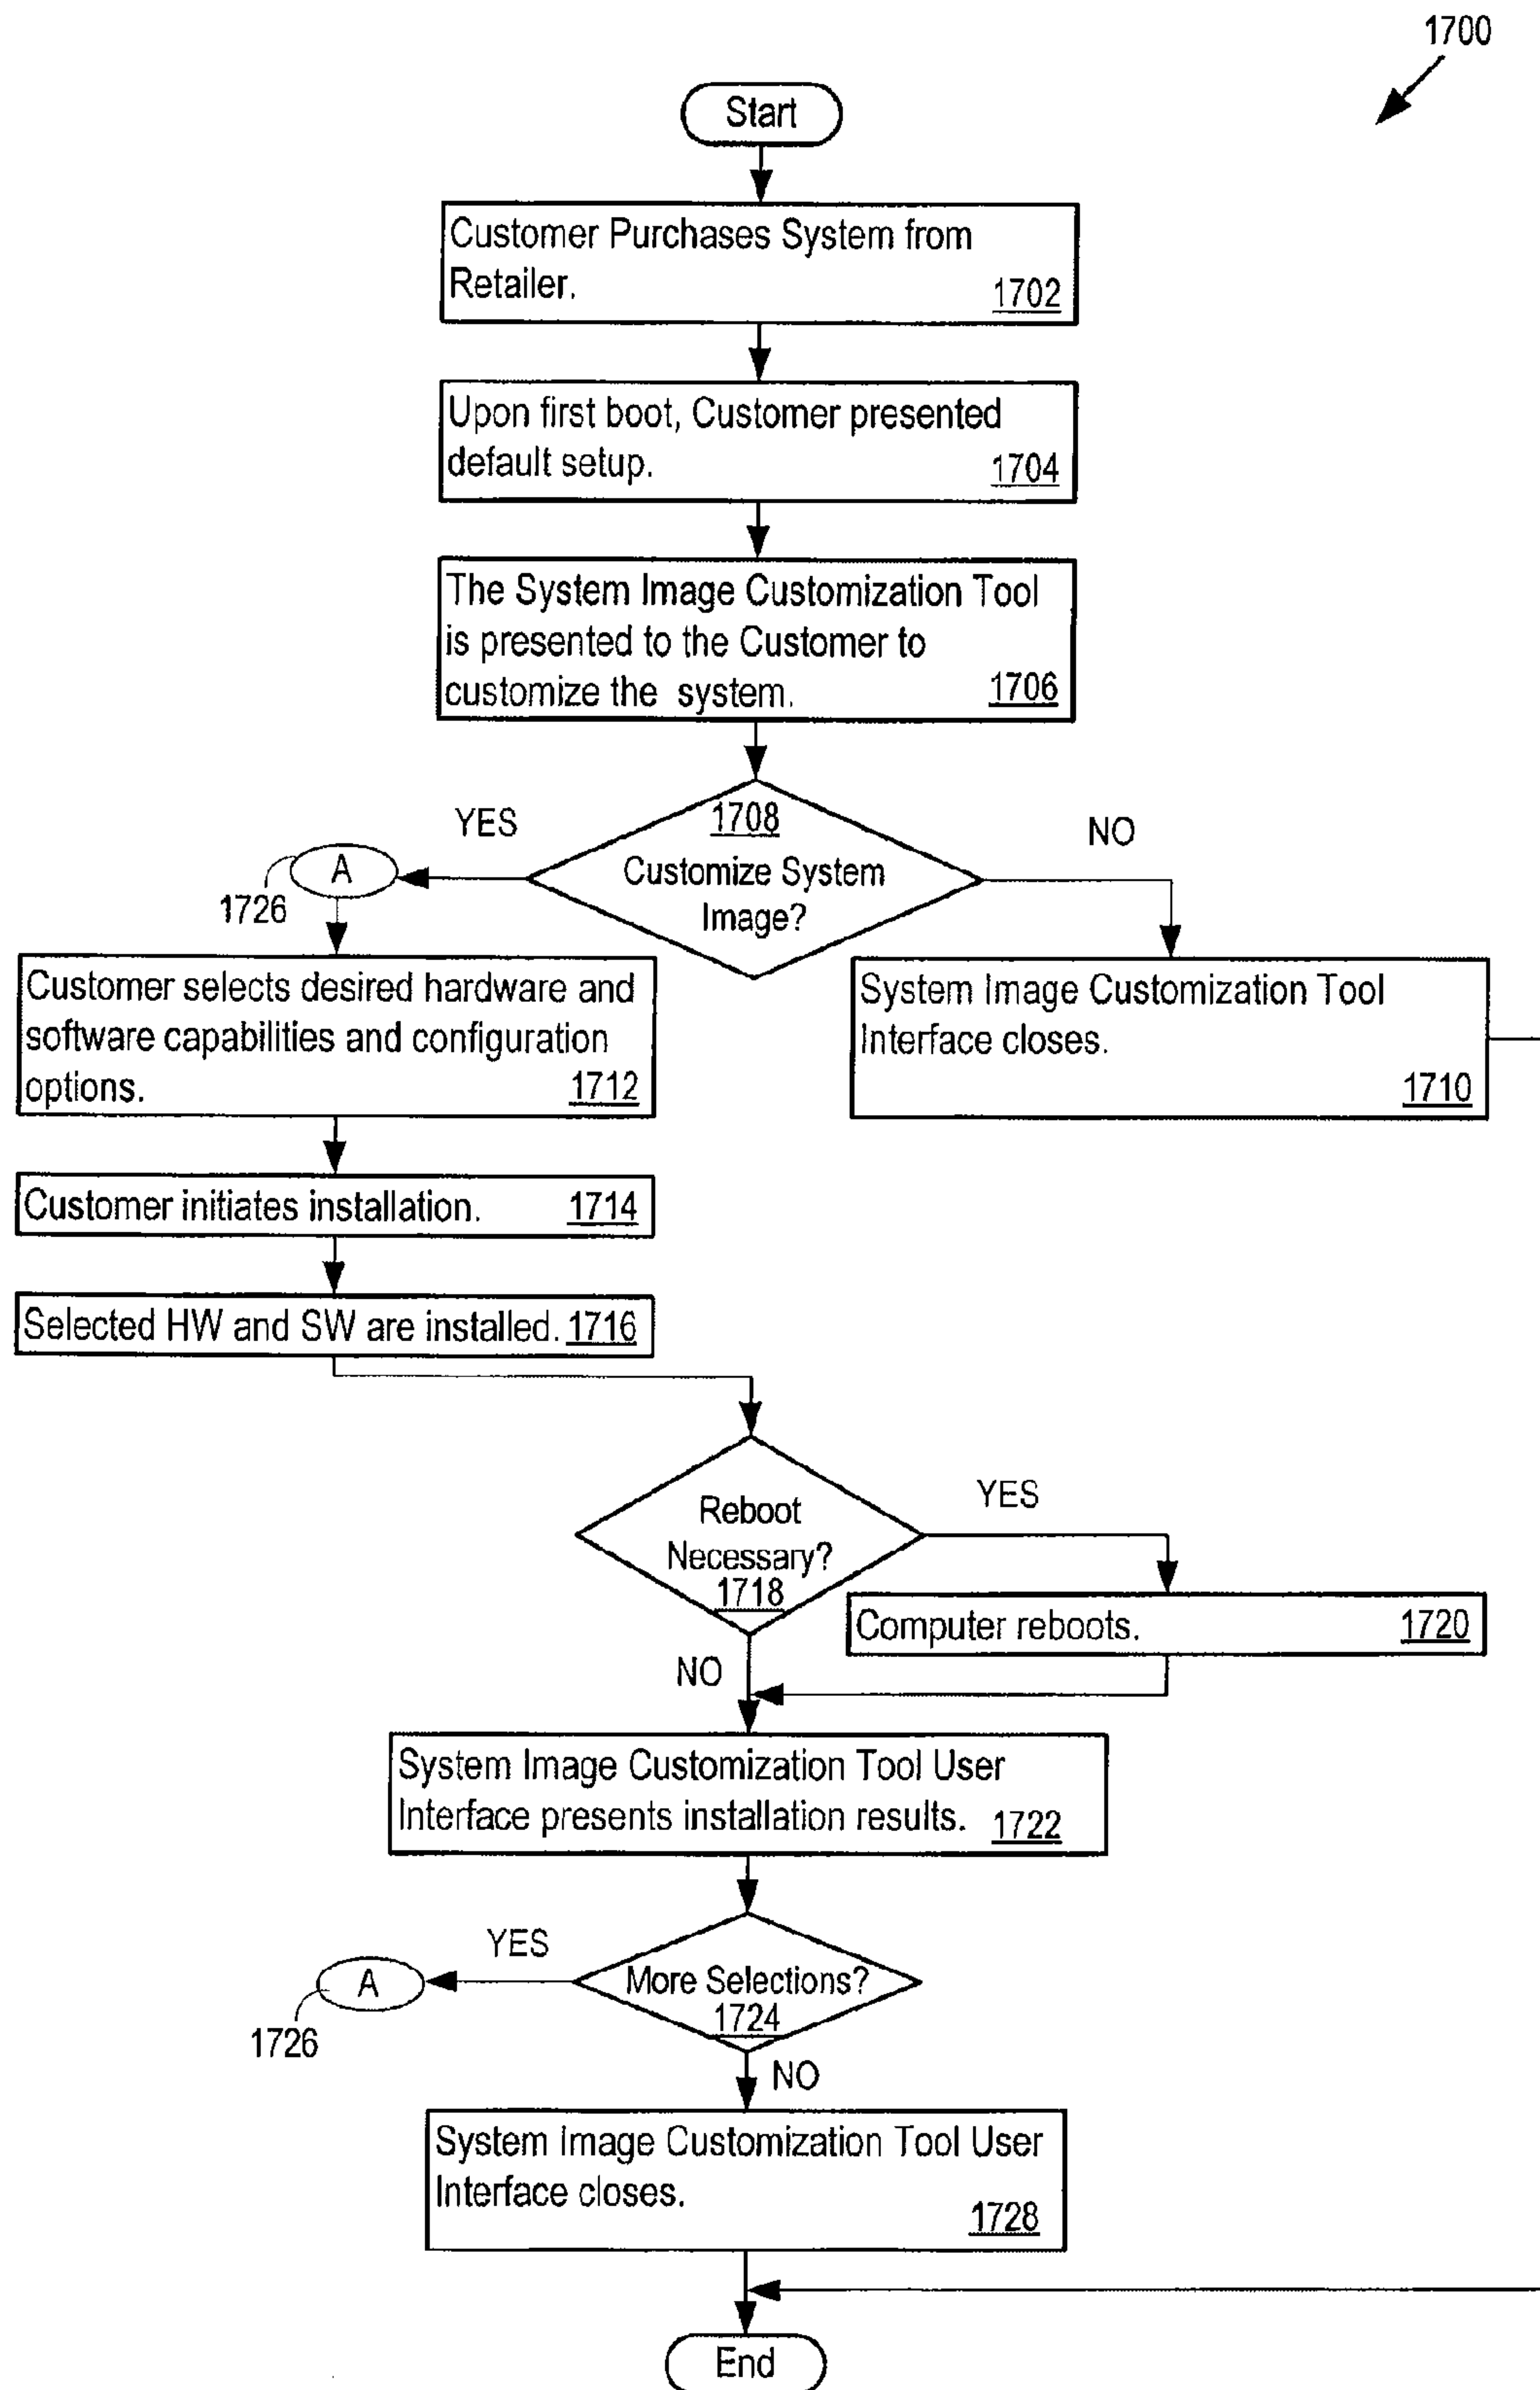 1700
Start
Customer Purchases System from
Retailer.
1702
Upon first boot, Customer presented
default setup.
1704
The System Image Customization Tool
is presented to the Customer to
customize the system.
1706
1708
Customize System
Image?
YES
NO
A
1726
Customer selects desired hardware and
software capabilities and configuration
options.
1712
System Image Customization Tool
Interface closes.
1710
Customer initiates installation.
1714
Selected HW and SW are installed. 1716
Reboot
Necessary?
1718
YES
Computer reboots.
1720
NO
System Image Customization Tool User
Interface presents installation results. 1722
More Selections?
1724
YES
A
1726
NO
System Image Customization Tool User
Interface closes.
1728
End